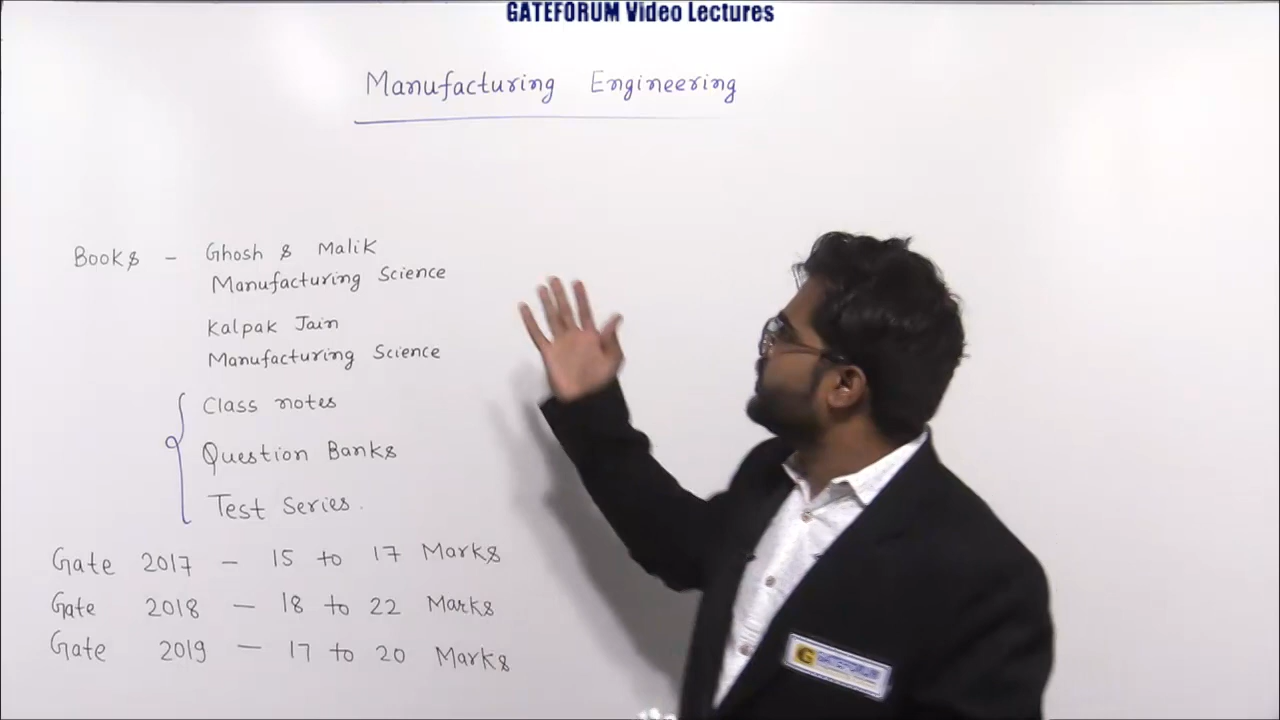 GATEFORUM Video Lectures
Manufacturing Engineering
Books - Ghosh & Malik
Manufacturing Science
Kalpak Jain
Manufacturing Science
Class notes
Question Banks
Test Series.
Gate 2017 - 15 to 17 Marks
Gate 2018 - 18 to 22 Marks
Gate 2019 - 17 to 20 Marks
GATEFORUM